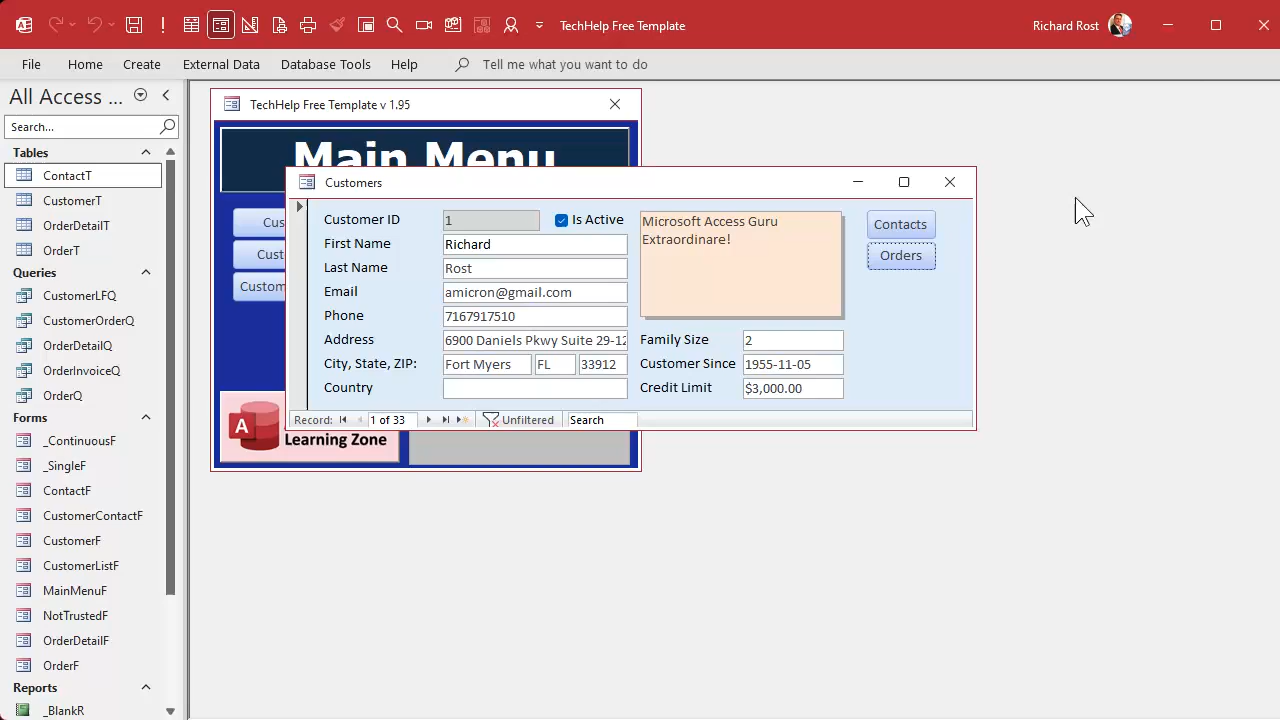 TechHelp Free Template
Richard Rost
File
Home
Create
External Data
Database Tools
Help
Tell me what you want to do
All Access ...
Search...
Tables
ContactT
CustomerT
OrderDetailT
OrderT
Queries
CustomerLFQ
CustomerOrderQ
OrderDetailQ
OrderInvoiceQ
OrderQ
Forms
_ContinuousF
_SingleF
ContactF
CustomerContactF
CustomerF
CustomerListF
MainMenuF
NotTrustedF
OrderDetailF
OrderF
Reports
_BlankR
TechHelp Free Template v 1.95
Main Menu
Cus
Cust
Custom
A
Learning Zone
Customers
Customer ID 1 Is Active
First Name Richard
Last Name Rost
Email amicron@gmail.com
Phone 7167917510
Address 6900 Daniels Pkwy Suite 29-12
City, State, ZIP: Fort Myers FL 33912
Country
Microsoft Access Guru
Extraordinare!
Family Size 2
Customer Since 1955-11-05
Credit Limit $3,000.00
Contacts
Orders
Record: 1 of 33 Unfiltered Search